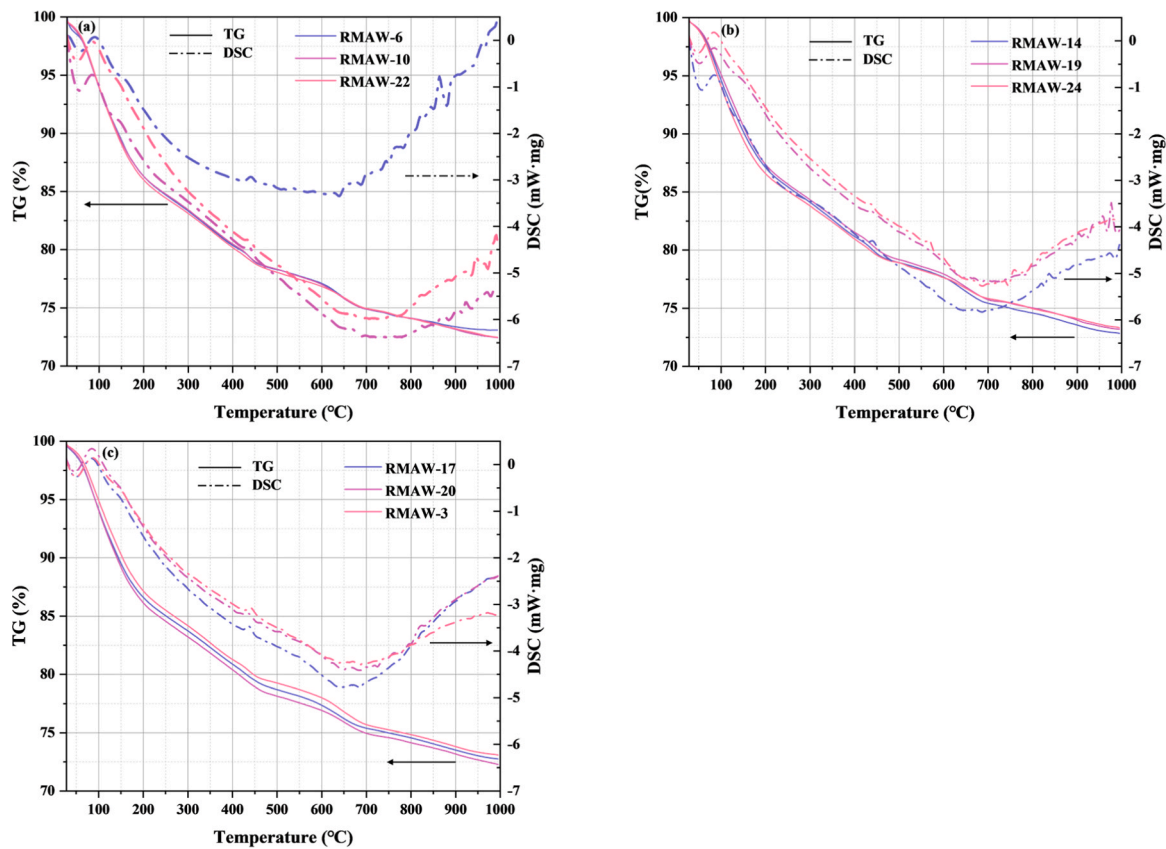 (a)
TG
DSC
RMAW-6
RMAW-10
RMAW-22
100
95
90
85
80
75
70
TG (%)
0
-1
-2
-3
-4
-5
-6
-7
DSC (mW·mg)
100 200 300 400 500 600 700 800 900 1000
Temperature (℃)
(b)
TG
DSC
RMAW-14
RMAW-19
RMAW-24
100
95
90
85
80
75
70
TG(%)
0
-1
-2
-3
-4
-5
-6
-7
DSC (mW·mg)
100 200 300 400 500 600 700 800 900 1000
Temperature (℃)
(c)
TG
DSC
RMAW-17
RMAW-20
RMAW-3
100
95
90
85
80
75
70
TG (%)
0
-1
-2
-3
-4
-5
-6
-7
DSC (mW·mg)
100 200 300 400 500 600 700 800 900 1000
Temperature (℃)